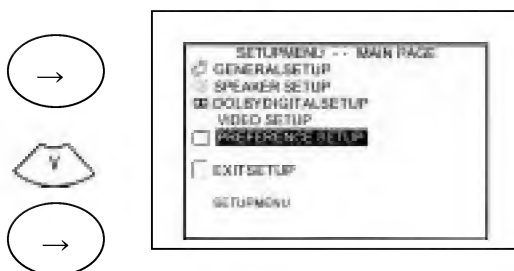 →
SETUPMENU - - MAIN PAGE
GENERALSETUP
SPEAKER SETUP
DOLBYDIGITALSETUP
VIDEO SETUP
PREFERENCE SETUP
EXITSETUP
SETUPMENU
V
→